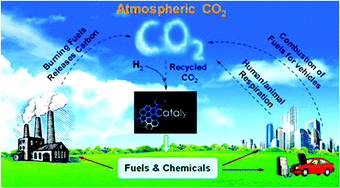 Atmospheric CO2
CO2
Burning Fuels
Releases Carbon
H2
Recycled
CO2
Combustion of
Fuels for vehicles
Human/animal
Respiration
Cataly
Fuels & Chemicals